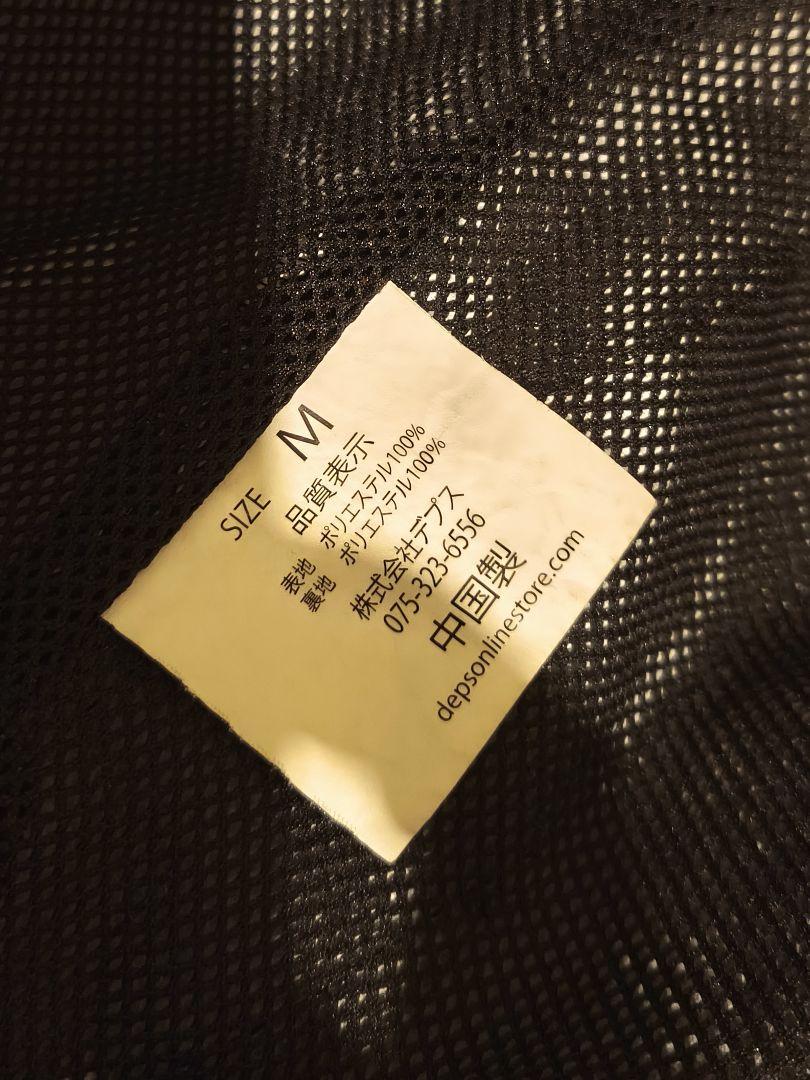 SIZE M
品質表示
表地 ポリエステル100%
裏地 ポリエステル100%
株式会社デプス
075-323-6556
中国製
depsonlinestore.com